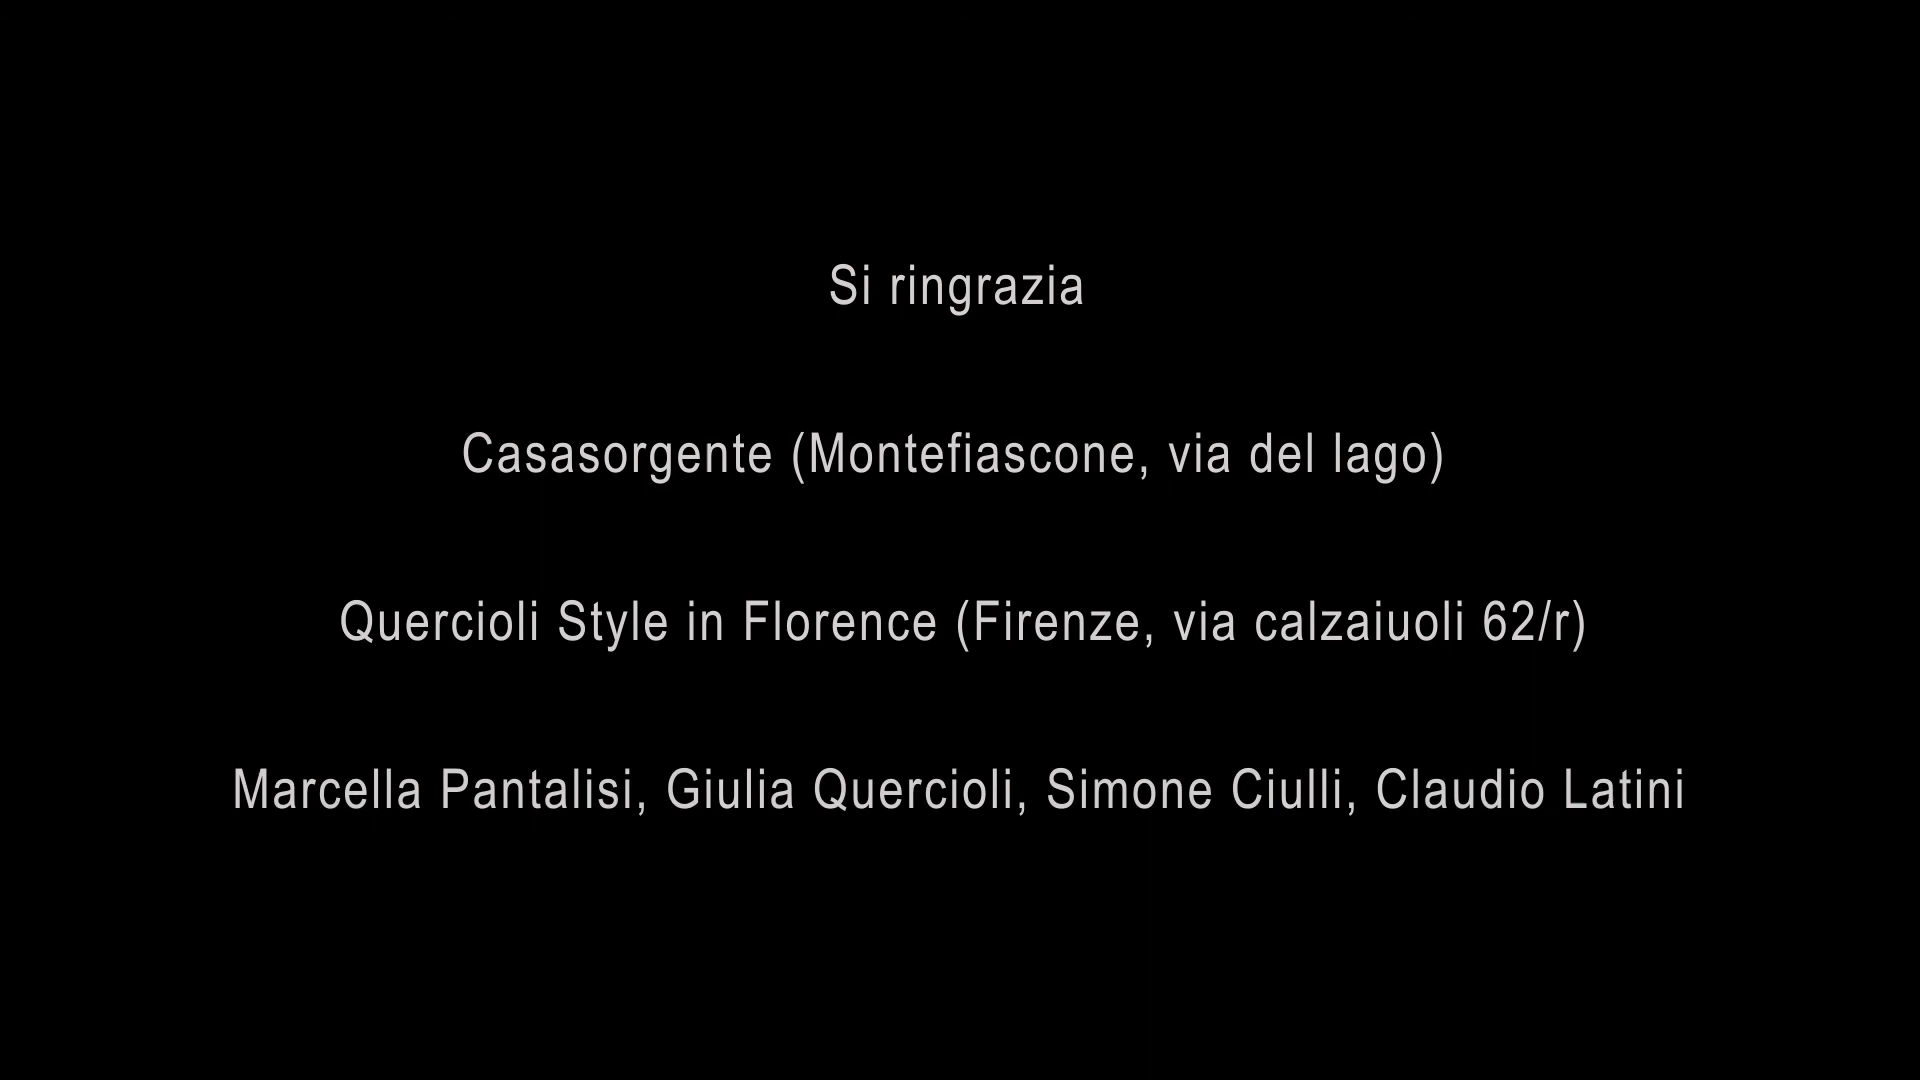 Si ringrazia
Casasorgente (Montefiascone, via del lago)
Quercioli Style in Florence (Firenze, via calzaiuoli 62/r)
Marcella Pantalisi, Giulia Quercioli, Simone Ciulli, Claudio Latini